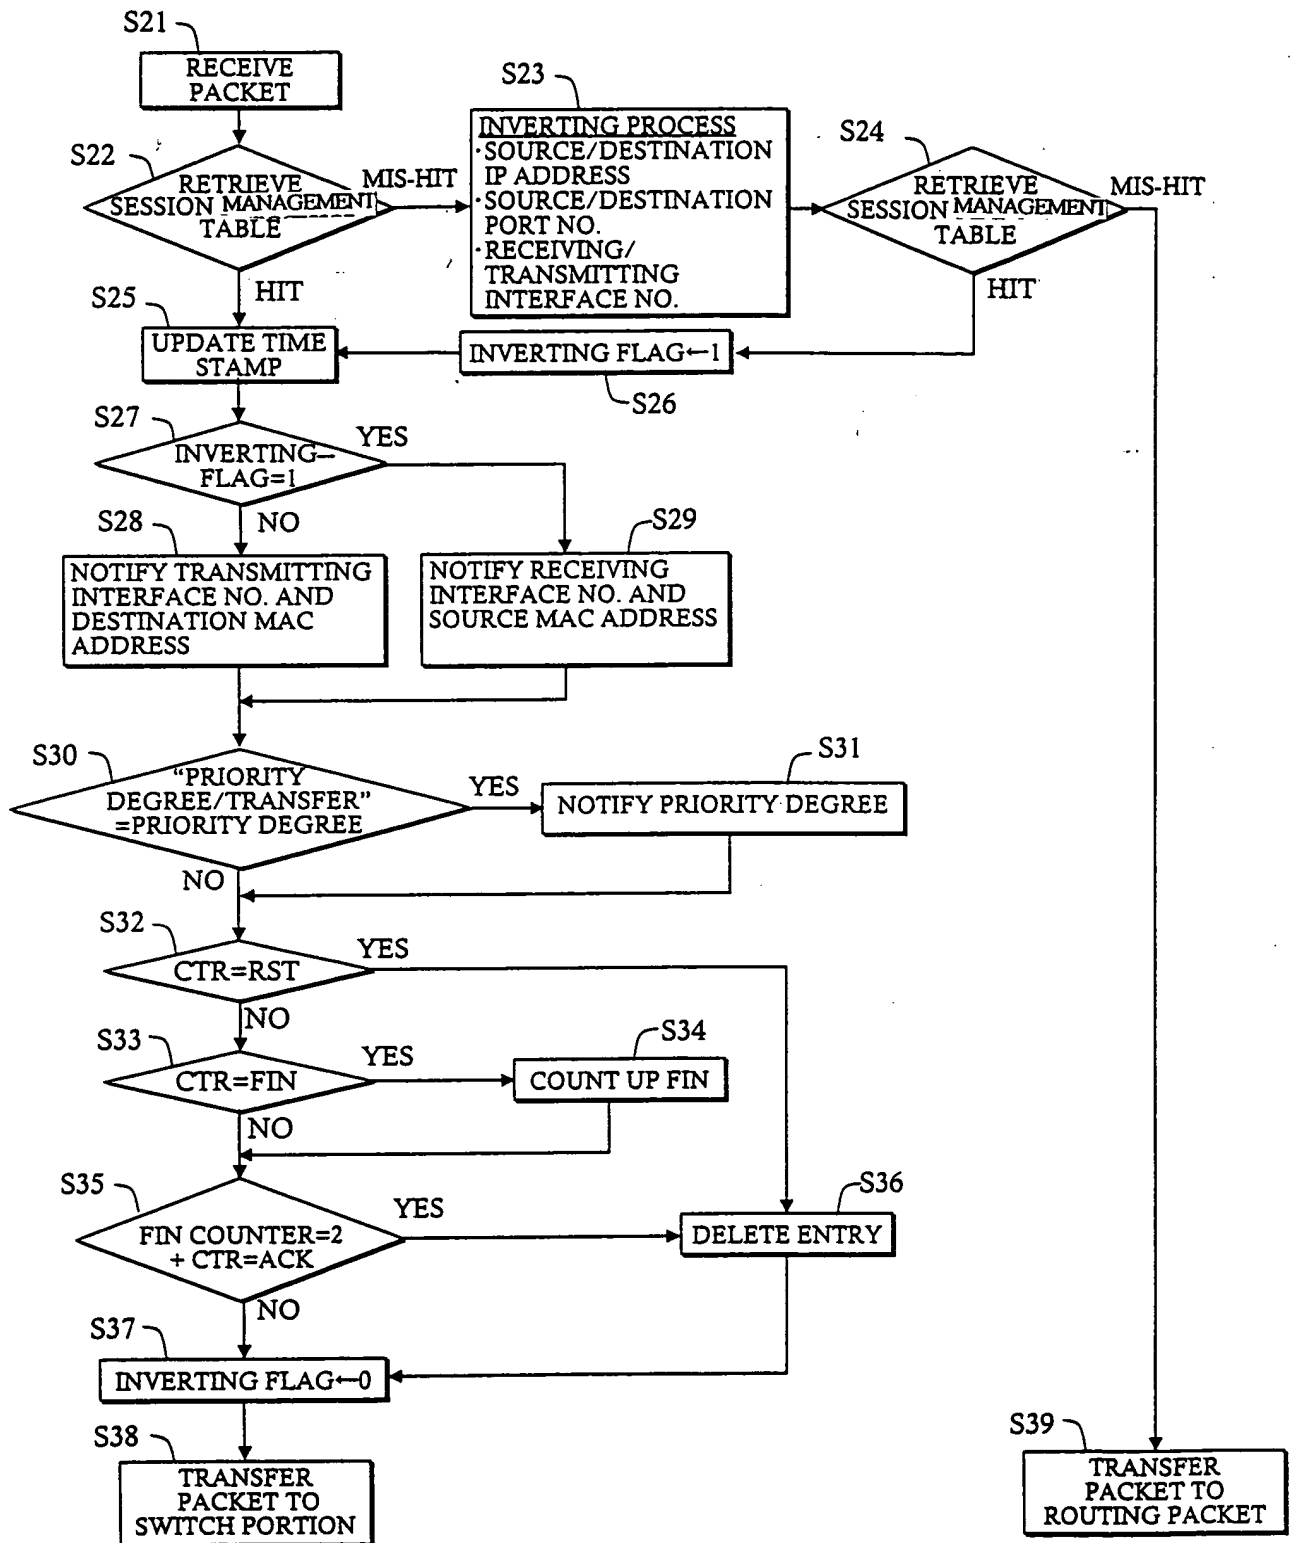 S21
RECEIVE
PACKET
S22
RETRIEVE
SESSION MANAGEMENT
TABLE
MIS-HIT
HIT
S23
INVERTING PROCESS
·SOURCE/DESTINATION
IP ADDRESS
·SOURCE/DESTINATION
PORT NO.
·RECEIVING/
TRANSMITTING
INTERFACE NO.
S24
RETRIEVE
SESSION MANAGEMENT
TABLE
MIS-HIT
HIT
S25
UPDATE TIME
STAMP
INVERTING FLAG←1
S26
S27
INVERTING
FLAG=1
YES
NO
S28
NOTIFY TRANSMITTING
INTERFACE NO. AND
DESTINATION MAC
ADDRESS
S29
NOTIFY RECEIVING
INTERFACE NO. AND
SOURCE MAC ADDRESS
S30
“PRIORITY
DEGREE/TRANSFER”
=PRIORITY DEGREE
YES
NO
S31
NOTIFY PRIORITY DEGREE
S32
CTR=RST
YES
NO
S33
CTR=FIN
YES
NO
S34
COUNT UP FIN
S35
FIN COUNTER=2
+ CTR=ACK
YES
NO
S36
DELETE ENTRY
S37
INVERTING FLAG←0
S38
TRANSFER
PACKET TO
SWITCH PORTION
S39
TRANSFER
PACKET TO
ROUTING PACKET